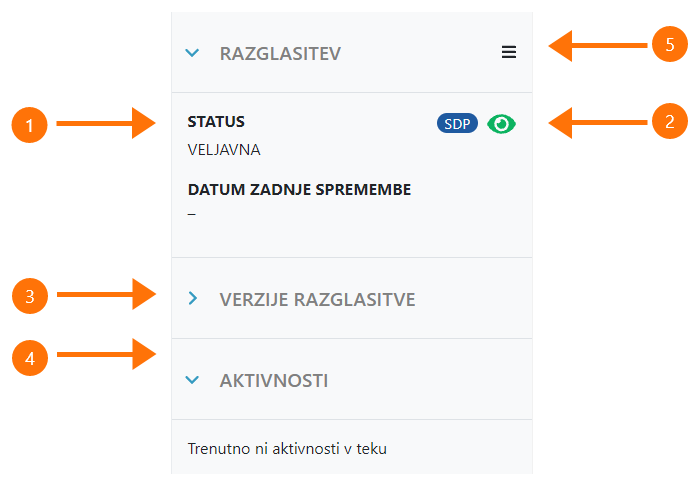 RAZGLASITEV
5
1
STATUS
SDP
2
VELJAVNA
DATUM ZADNJE SPREMEMBE
–
3
VERZIJE RAZGLASITVE
4
AKTIVNOSTI
Trenutno ni aktivnosti v teku